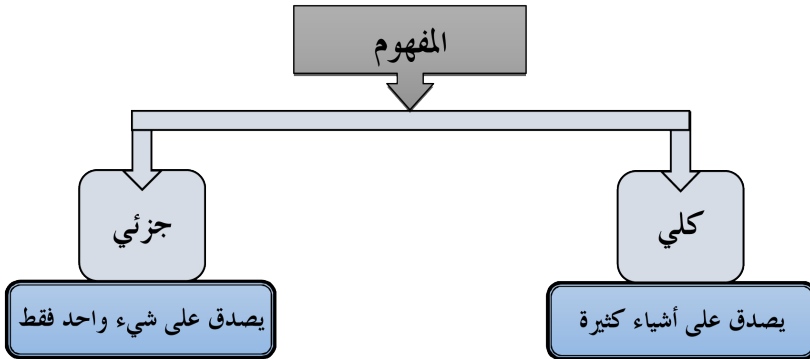 المفهوم
كلي
جزئي
يصدق على أشياء كثيرة
يصدق على شيء واحد فقط